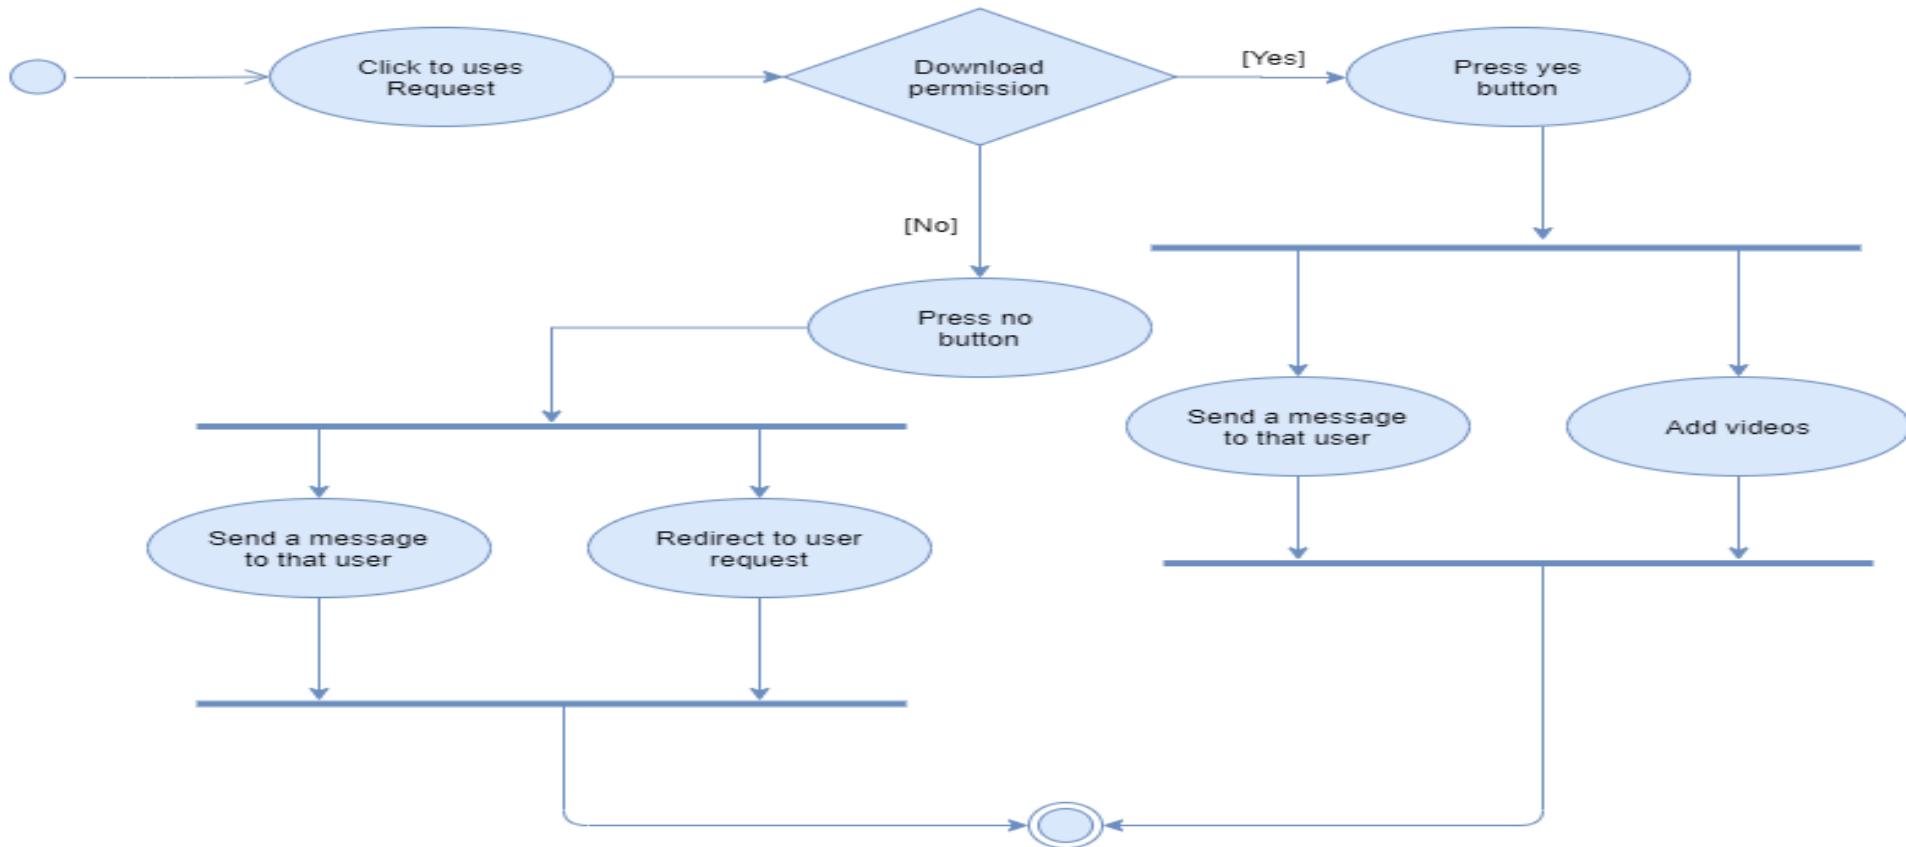 Click to uses
Request
Download
permission
[Yes]
Press yes
button
[No]
Press no
button
Send a message
to that user
Add videos
Send a message
to that user
Redirect to user
request